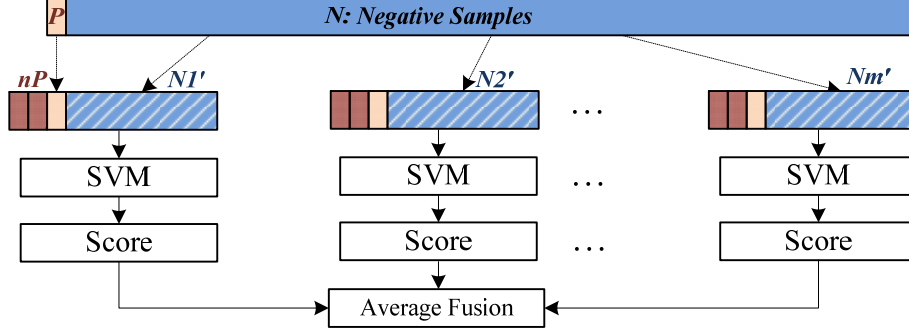 P N: Negative Samples
nP N1' N2' ... Nm'
SVM SVM ... SVM
Score Score ... Score
Average Fusion